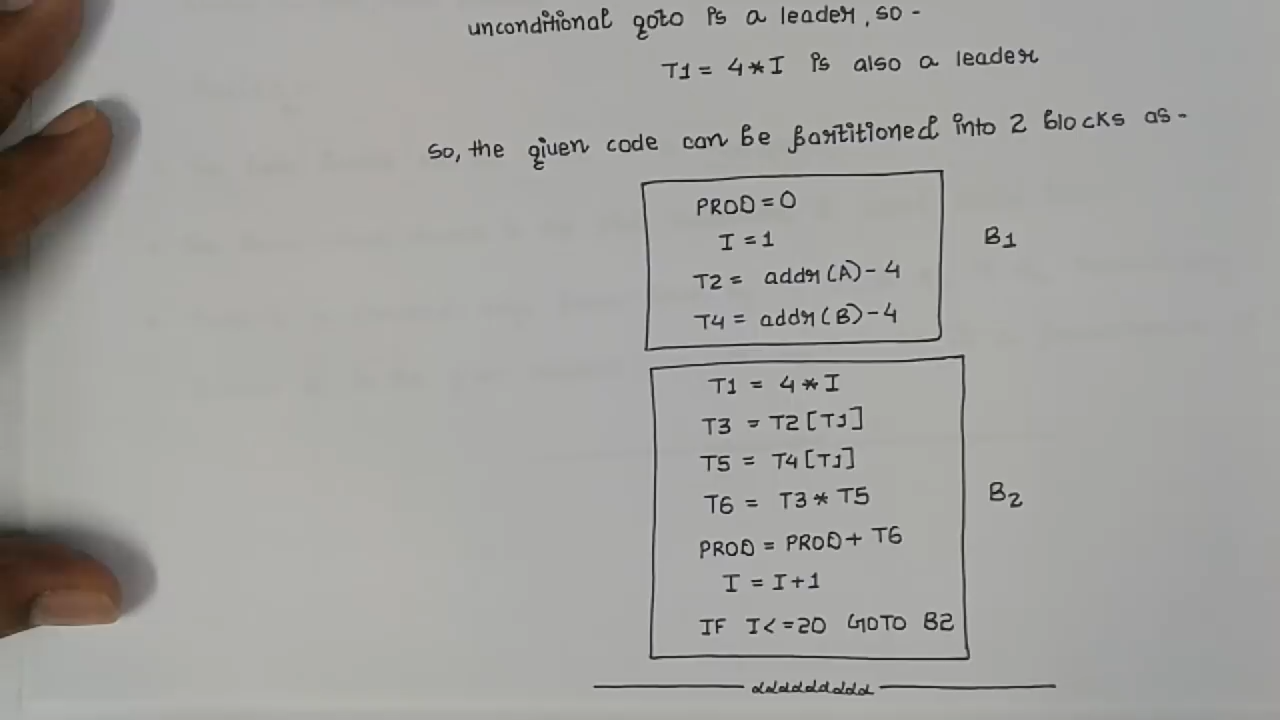 unconditional goto is a leader, so -
T1 = 4*I is also a leader
So, the given code can be partitioned into 2 blocks as -
PROD = 0
I = 1
T2 = addr(A) - 4
T4 = addr(B) - 4
B1
T1 = 4 * I
T3 = T2[T1]
T5 = T4[T1]
T6 = T3 * T5
PROD = PROD + T6
I = I+1
IF I<=20 GOTO B2
B2